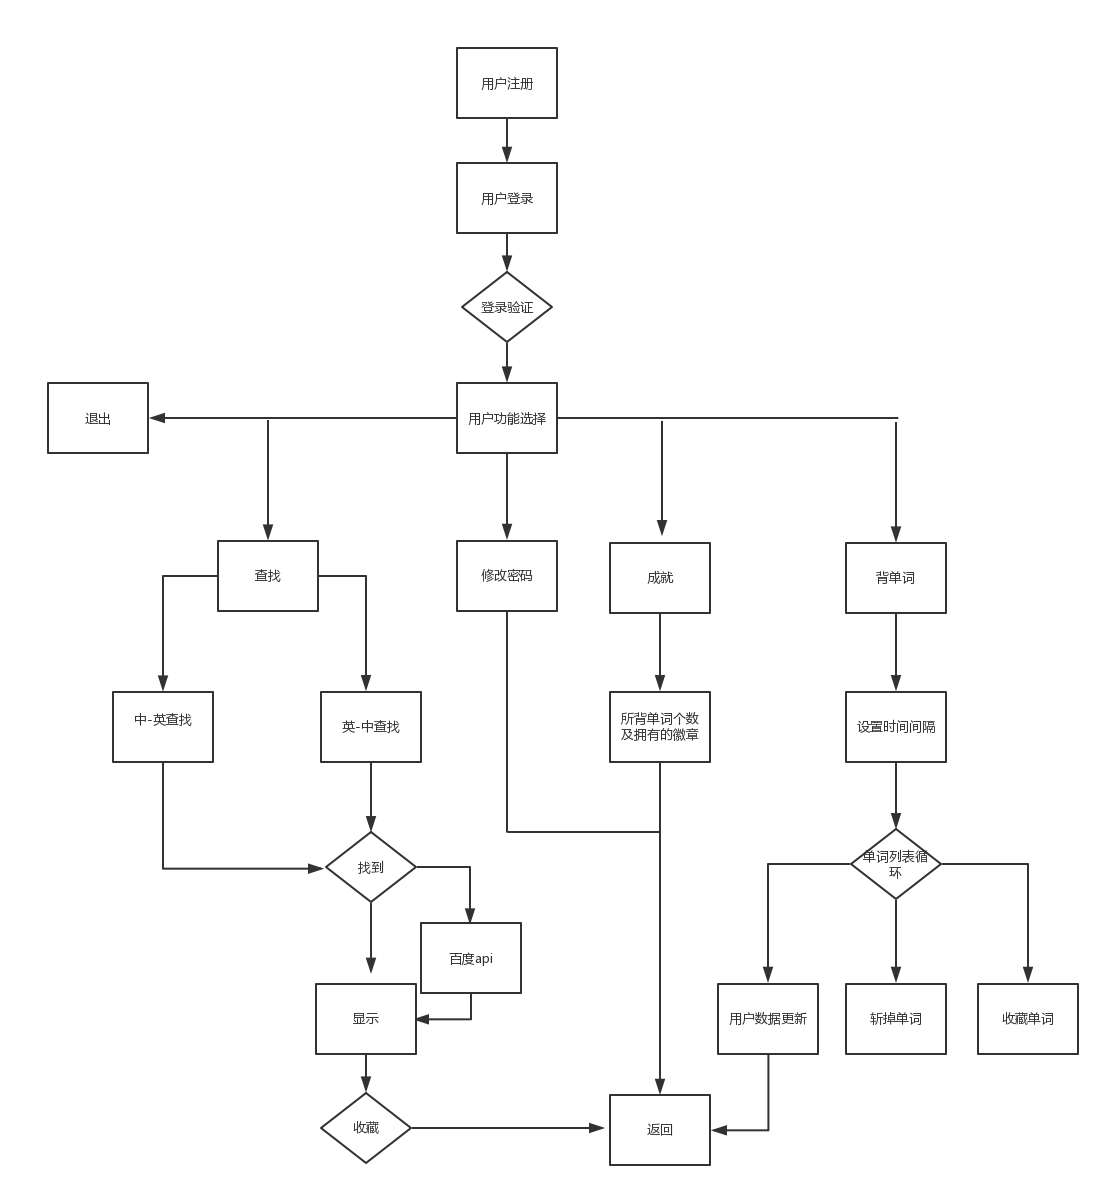 用户注册
用户登录
登录验证
退出
用户功能选择
查找
修改密码
成就
背单词
中-英查找
英-中查找
所背单词个数
及拥有的徽章
设置时间间隔
找到
单词列表循
环
百度api
显示
用户数据更新
斩掉单词
收藏单词
收藏
返回